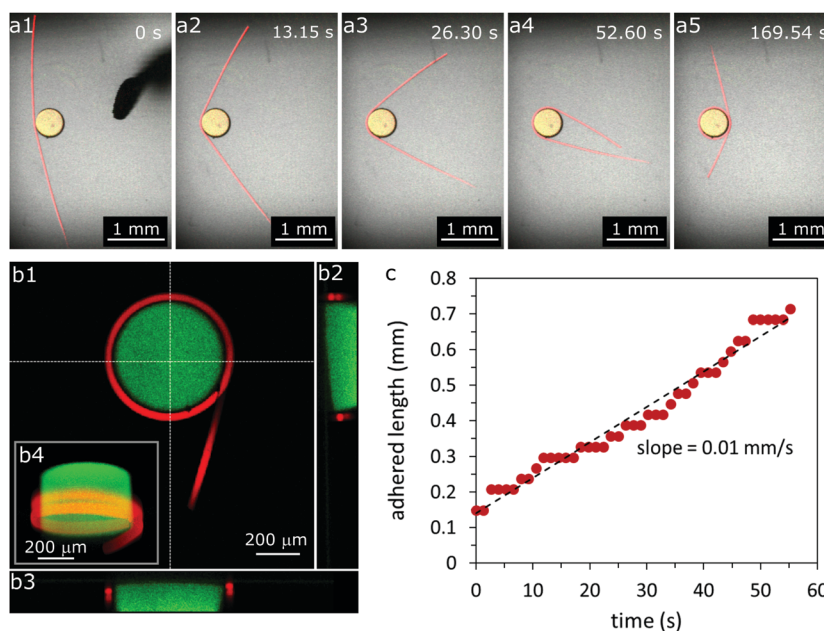 a1 0 s
a2 13.15 s
a3 26.30 s
a4 52.60 s
a5 169.54 s
1 mm
1 mm
1 mm
1 mm
1 mm
b1
b2
b4
200 µm
200 µm
b3
c
adhered length (mm)
0.8
0.7
0.6
0.5
0.4
0.3
0.2
0.1
0
slope = 0.01 mm/s
0 10 20 30 40 50 60
time (s)